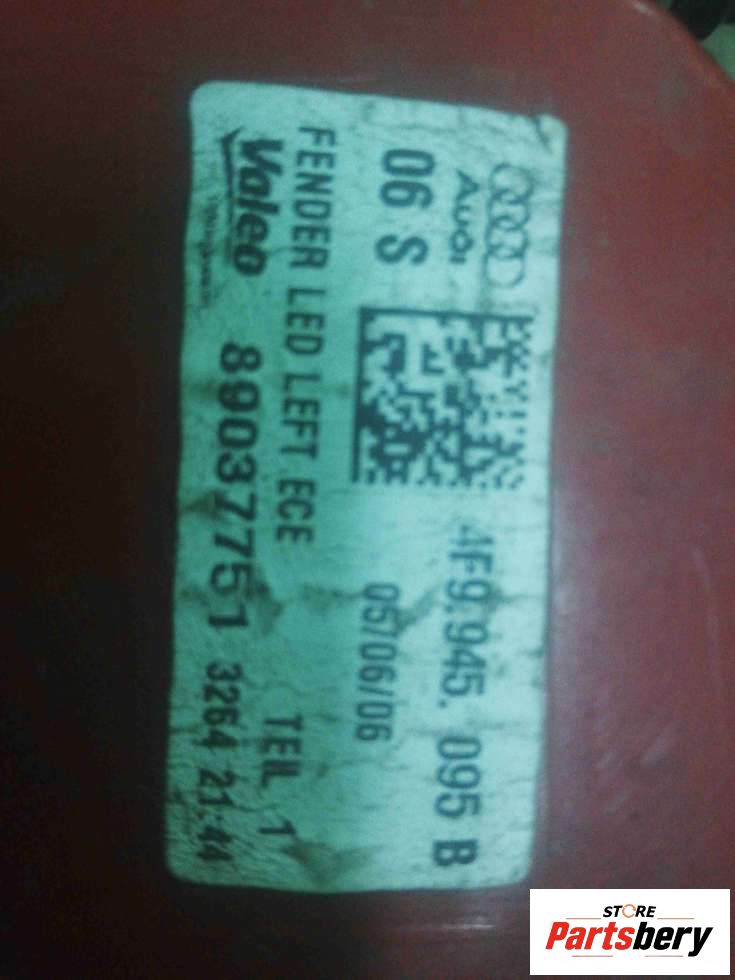 Audi
4F9.945. 095 B
06 S
05/06/06
FENDER LED LEFT ECE
TEIL 1
Valeo
89037751 3264 21:44
STORE
Partsbery